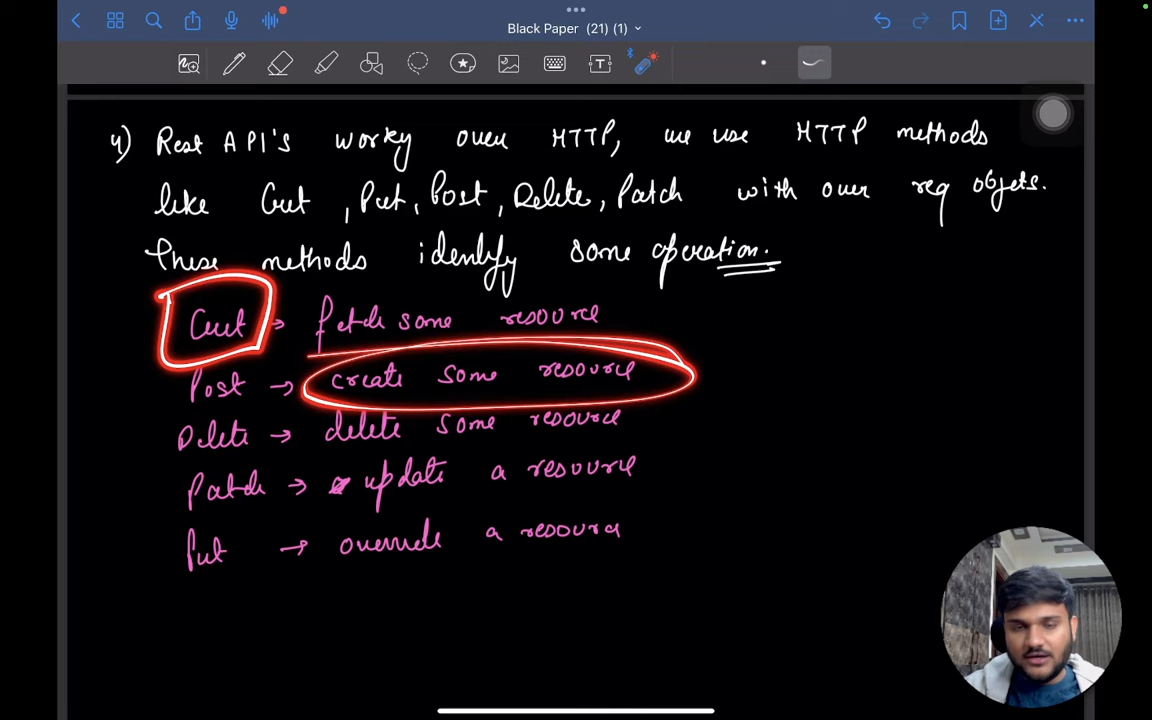 Black Paper (21) (1)
4) Rest API's worky over HTTP, we use HTTP methods
like Get, Put, Post, Delete, Patch with our req objets.
These methods identify some operation.
Get → fetch some resource
Post → create some resource
Delete → delete some resource
Patch → update a resource
Put → override a resource